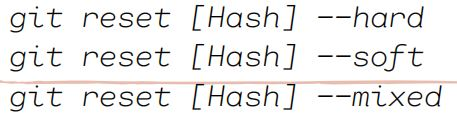 git reset [Hash] --hard
git reset [Hash] --soft
git reset [Hash] --mixed